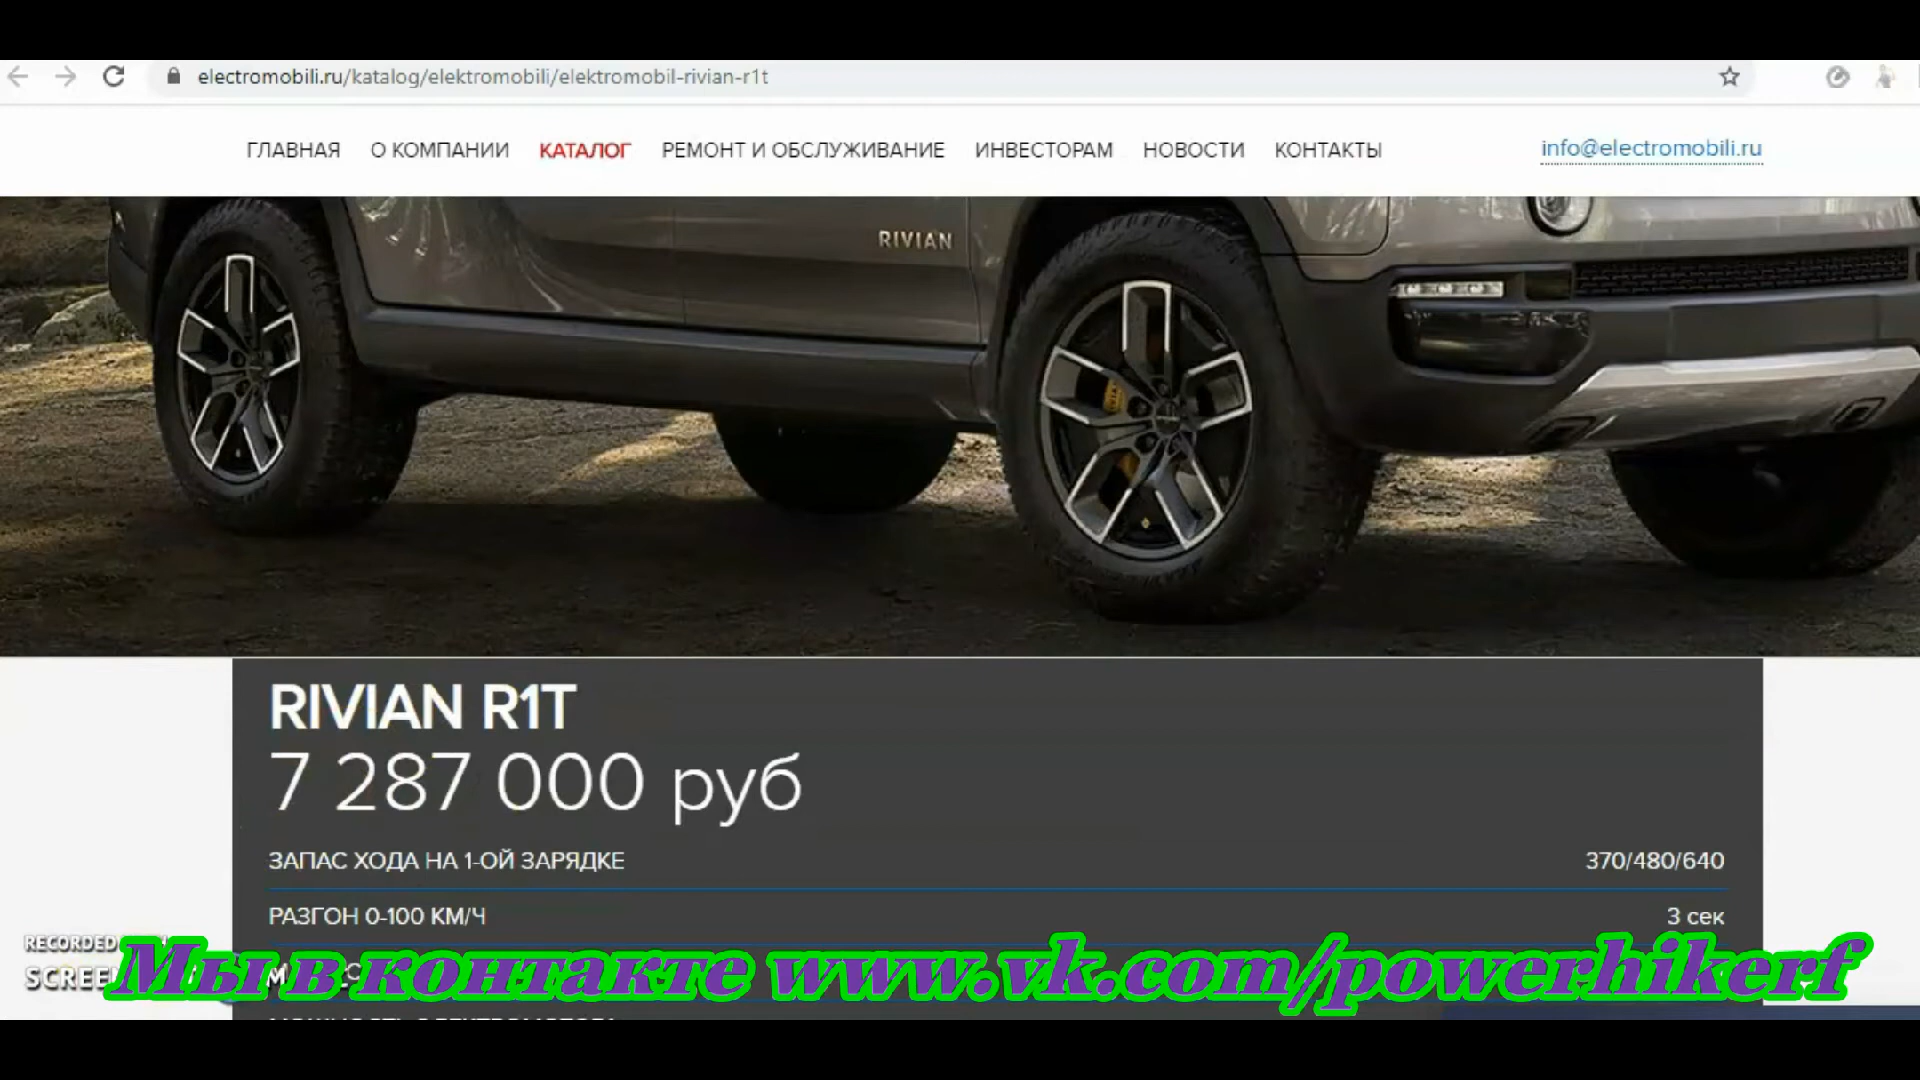 electromobili.ru/katalog/elektromobili/elektromobil-rivian-r1t
ГЛАВНАЯ О КОМПАНИИ КАТАЛОГ РЕМОНТ И ОБСЛУЖИВАНИЕ ИНВЕСТОРАМ НОВОСТИ КОНТАКТЫ info@electromobili.ru
RIVIAN
RIVIAN R1T
7 287 000 руб
ЗАПАС ХОДА НА 1-ОЙ ЗАРЯДКЕ 370/480/640
РАЗГОН 0-100 КМ/Ч 3 сек
RECORDED
Мы в контакте www.vk.com/powerhikerf